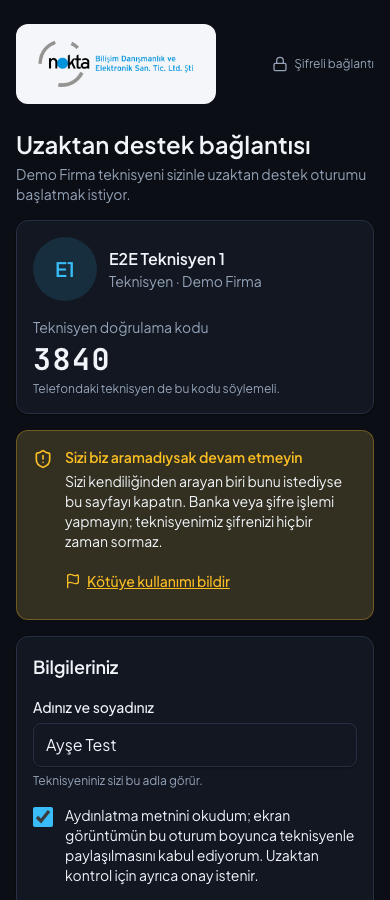 nokta
Bilişim Danışmanlık ve
Elektronik San. Tic. Ltd. Şti
Şifreli bağlantı
Uzaktan destek bağlantısı
Demo Firma teknisyeni sizinle uzaktan destek oturumu
başlatmak istiyor.
E1
E2E Teknisyen 1
Teknisyen · Demo Firma
Teknisyen doğrulama kodu
3840
Telefondaki teknisyen de bu kodu söylemeli.
Sizi biz aramadıysak devam etmeyin
Sizi kendiliğinden arayan biri bunu istediyse
bu sayfayı kapatın. Banka veya şifre işlemi
yapmayın; teknisyenimiz şifrenizi hiçbir
zaman sormaz.
Kötüye kullanımı bildir
Bilgileriniz
Adınız ve soyadınız
Ayşe Test
Teknisyeniniz sizi bu adla görür.
Aydınlatma metnini okudum; ekran
görüntümün bu oturum boyunca teknisyenle
paylaşılmasını kabul ediyorum. Uzaktan
kontrol için ayrıca onay istenir.